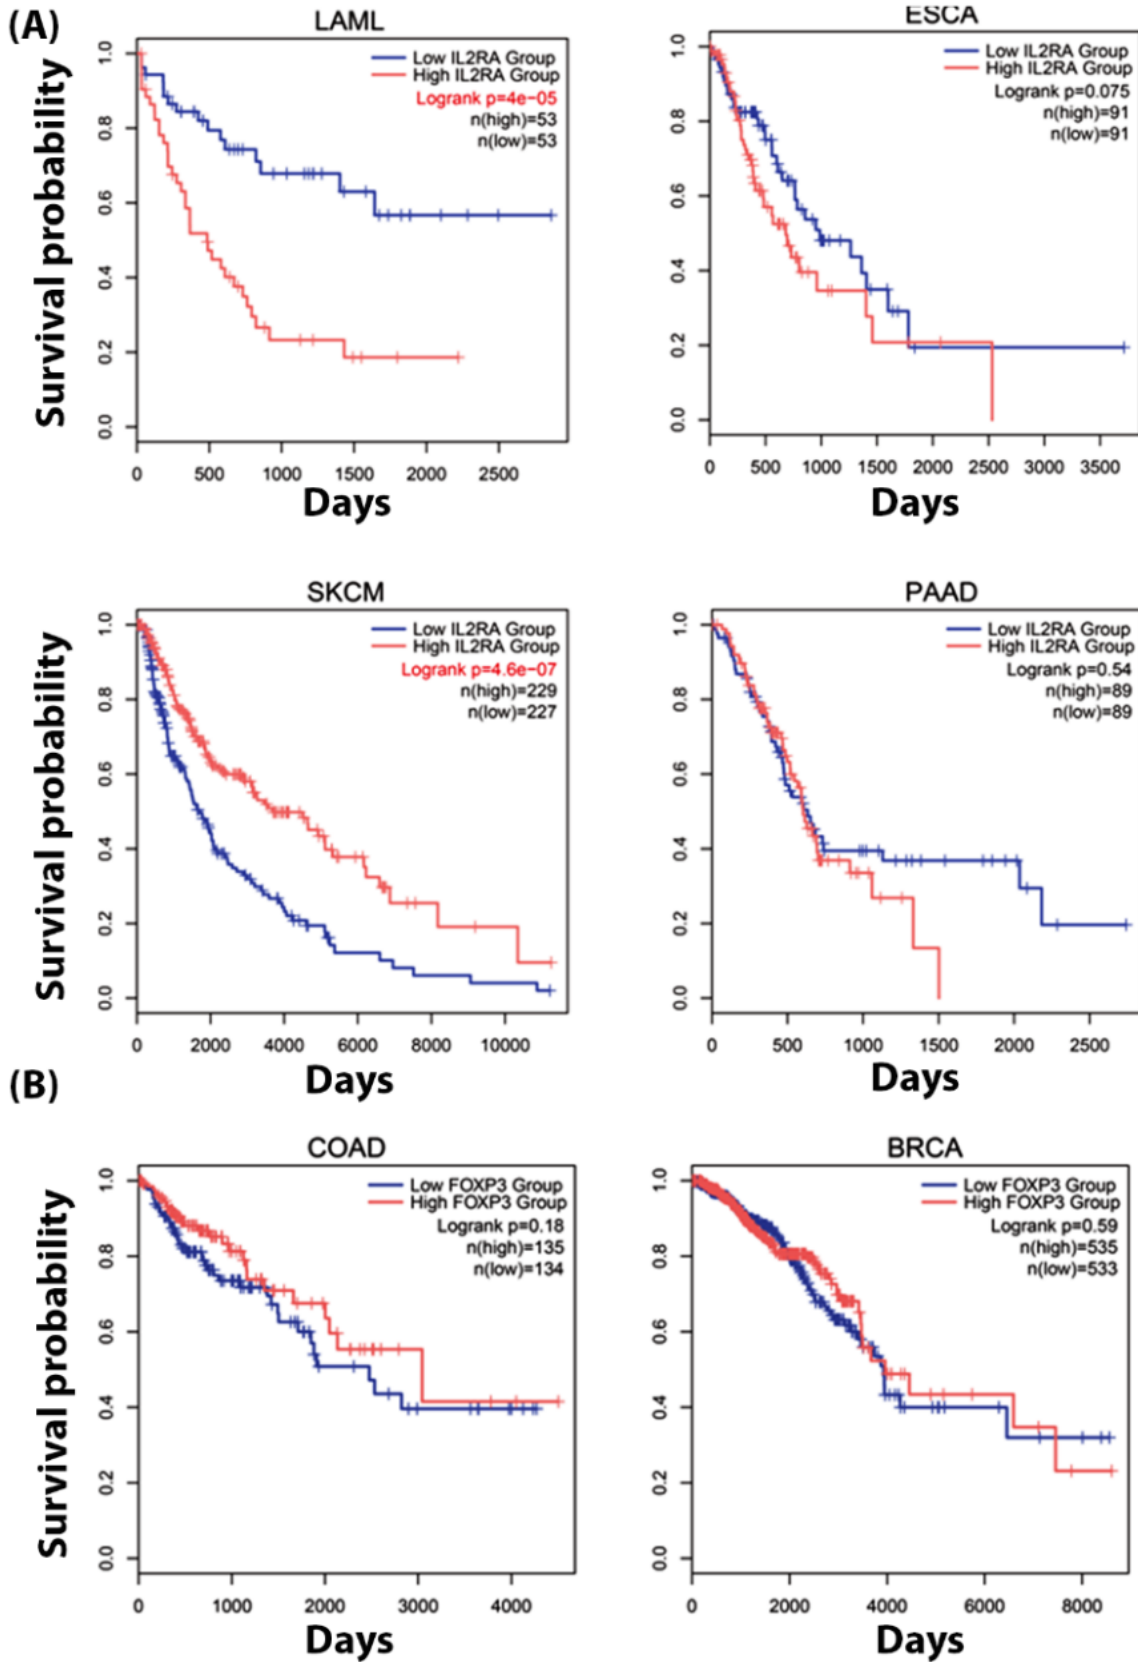 (A)
LAML
Low IL2RA Group
High IL2RA Group
Logrank p=4e−05
n(high)=53
n(low)=53
Survival probability
1.0
0.8
0.6
0.4
0.2
0.0
0 500 1000 1500 2000 2500
Days
ESCA
Low IL2RA Group
High IL2RA Group
Logrank p=0.075
n(high)=91
n(low)=91
1.0
0.8
0.6
0.4
0.2
0.0
0 500 1000 1500 2000 2500 3000 3500
Days
SKCM
Low IL2RA Group
High IL2RA Group
Logrank p=4.6e−07
n(high)=229
n(low)=227
Survival probability
1.0
0.8
0.6
0.4
0.2
0.0
0 2000 4000 6000 8000 10000
Days
PAAD
Low IL2RA Group
High IL2RA Group
Logrank p=0.54
n(high)=89
n(low)=89
1.0
0.8
0.6
0.4
0.2
0.0
0 500 1000 1500 2000 2500
Days
(B)
COAD
Low FOXP3 Group
High FOXP3 Group
Logrank p=0.18
n(high)=135
n(low)=134
Survival probability
1.0
0.8
0.6
0.4
0.2
0.0
0 1000 2000 3000 4000
Days
BRCA
Low FOXP3 Group
High FOXP3 Group
Logrank p=0.59
n(high)=535
n(low)=533
1.0
0.8
0.6
0.4
0.2
0.0
0 2000 4000 6000 8000
Days